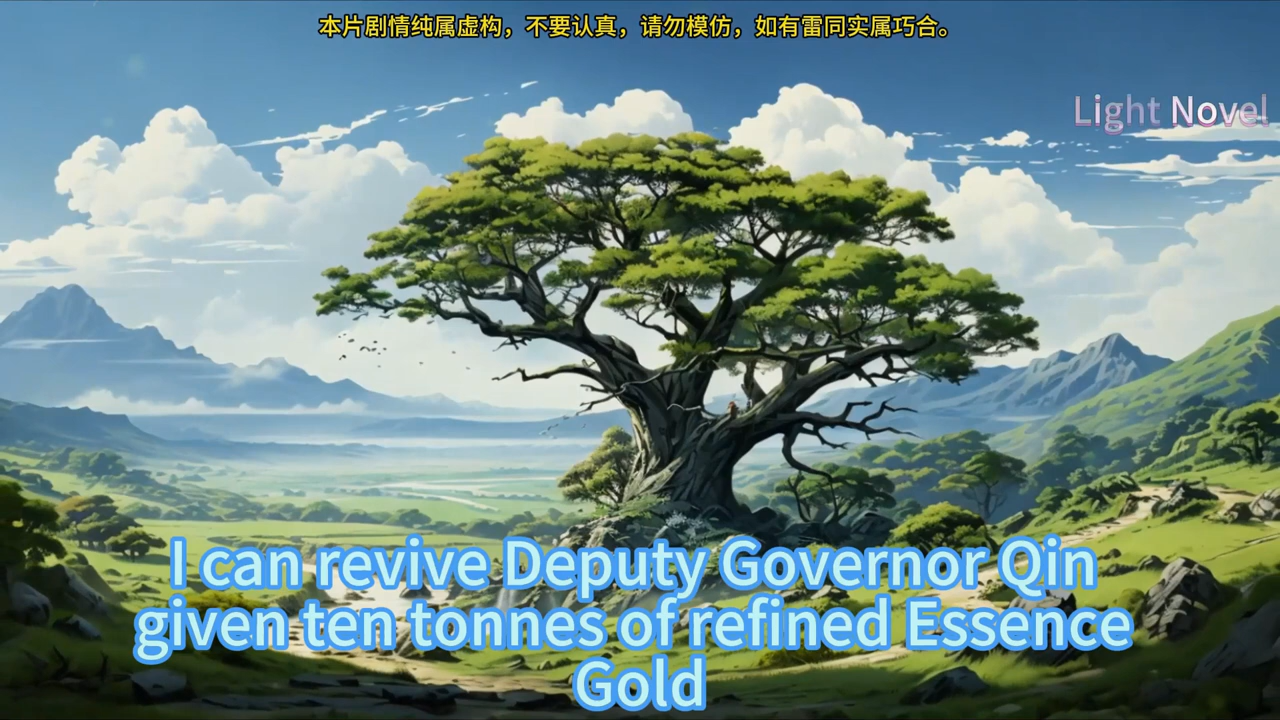 本片剧情纯属虚构，不要认真，请勿模仿，如有雷同实属巧合。
Light Novel
I can revive Deputy Governor Qin
given ten tonnes of refined Essence
Gold